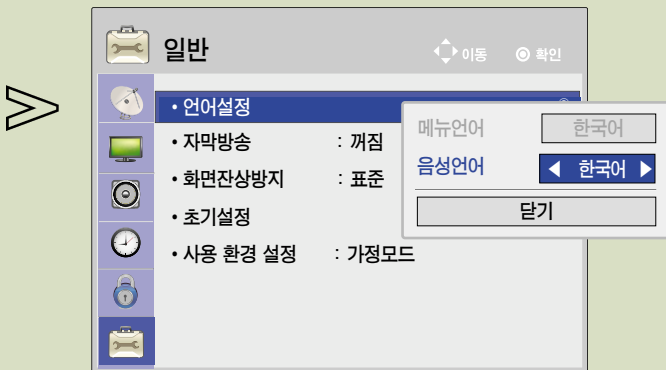 일반
이동 확인
• 언어설정
• 자막방송 : 꺼짐
• 화면잔상방지 : 표준
• 초기설정
• 사용 환경 설정 : 가정모드
메뉴언어 한국어
음성언어 ◀ 한국어 ▶
닫기